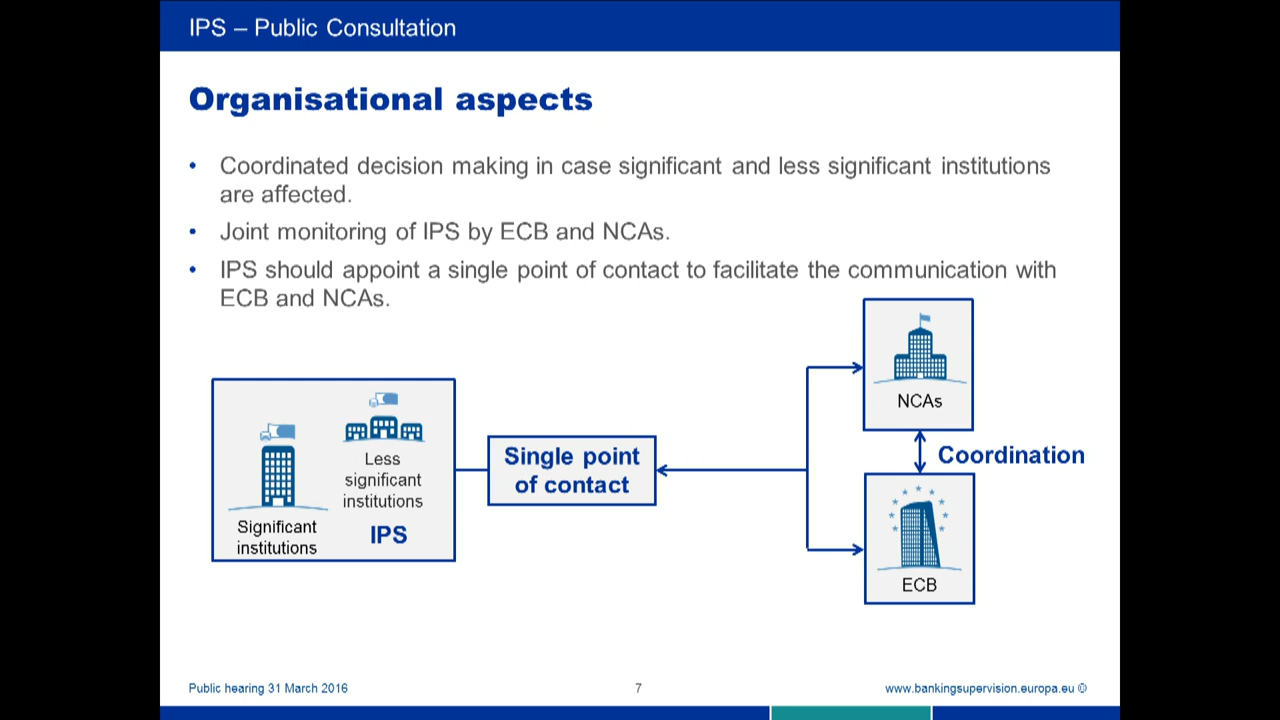 IPS – Public Consultation
Organisational aspects
• Coordinated decision making in case significant and less significant institutions
are affected.
• Joint monitoring of IPS by ECB and NCAs.
• IPS should appoint a single point of contact to facilitate the communication with
ECB and NCAs.
Significant
institutions
Less
significant
institutions
IPS
Single point
of contact
NCAs
Coordination
ECB
Public hearing 31 March 2016
7
www.bankingsupervision.europa.eu ©